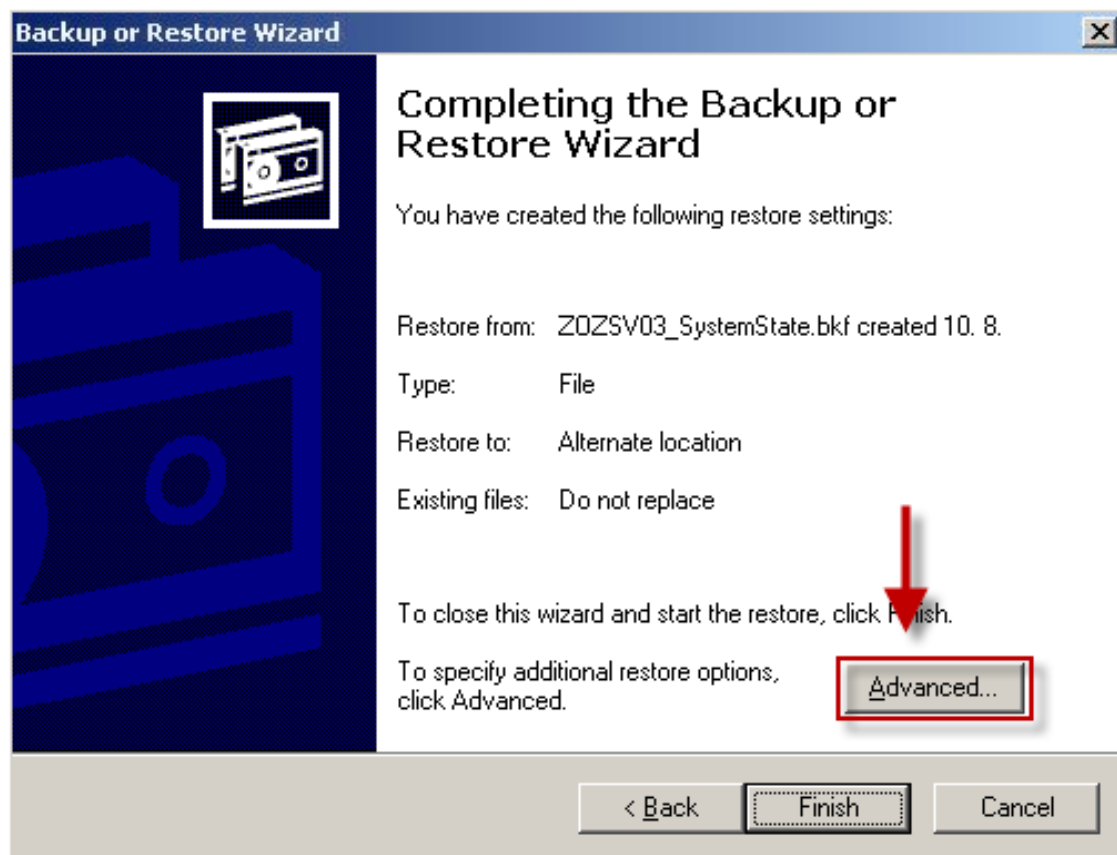 Backup or Restore Wizard
Completing the Backup or
Restore Wizard
You have created the following restore settings:
Restore from: ZOZSV03_SystemState.bkf created 10. 8.
Type: File
Restore to: Alternate location
Existing files: Do not replace
To close this wizard and start the restore, click Finish.
To specify additional restore options,
click Advanced.
Advanced...
< Back
Finish
Cancel